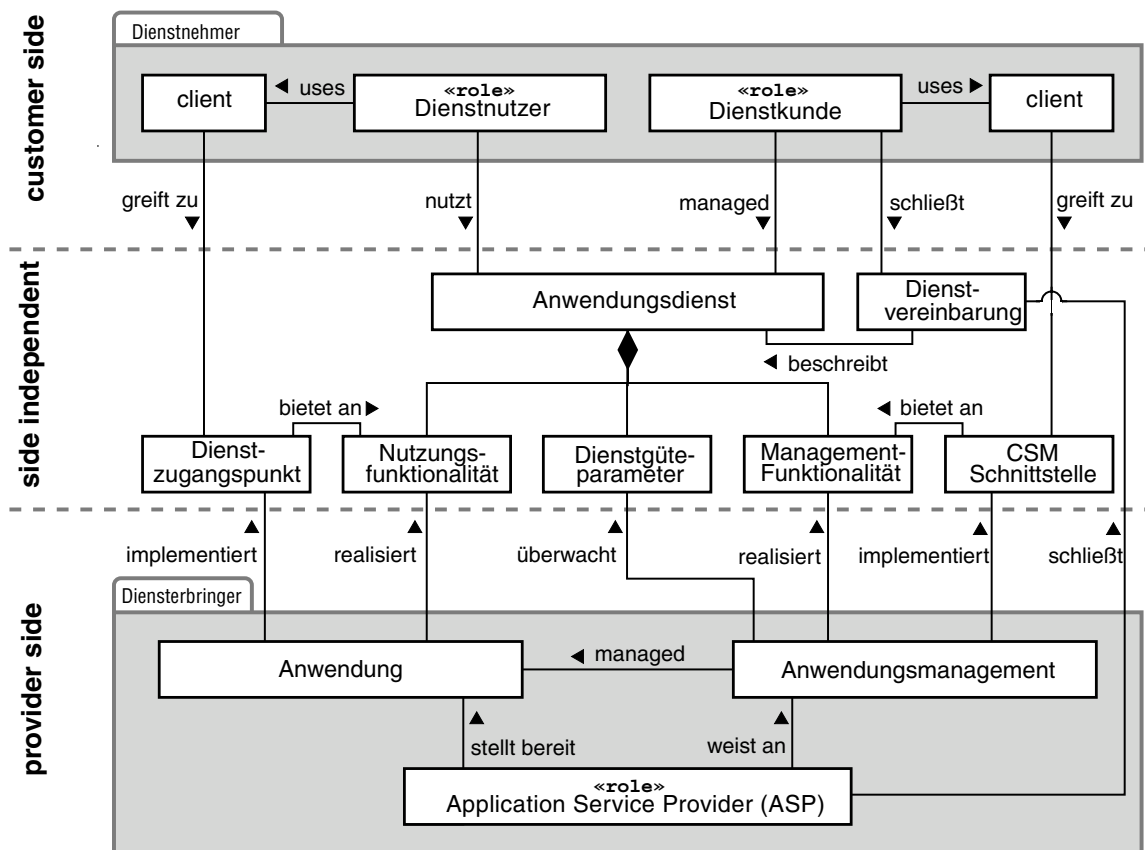 customer side
Dienstnehmer
client
uses
«role»
Dienstnutzer
«role»
Dienstkunde
uses
client
greift zu
nutzt
managed
schließt
greift zu
side independent
Anwendungsdienst
Dienst-
vereinbarung
beschreibt
bietet an
bietet an
Dienst-
zugangspunkt
Nutzungs-
funktionalität
Dienstgüte-
parameter
Management-
Funktionalität
CSM
Schnittstelle
implementiert
realisiert
überwacht
realisiert
implementiert
schließt
provider side
Diensterbringer
Anwendung
managed
Anwendungsmanagement
stellt bereit
weist an
«role»
Application Service Provider (ASP)